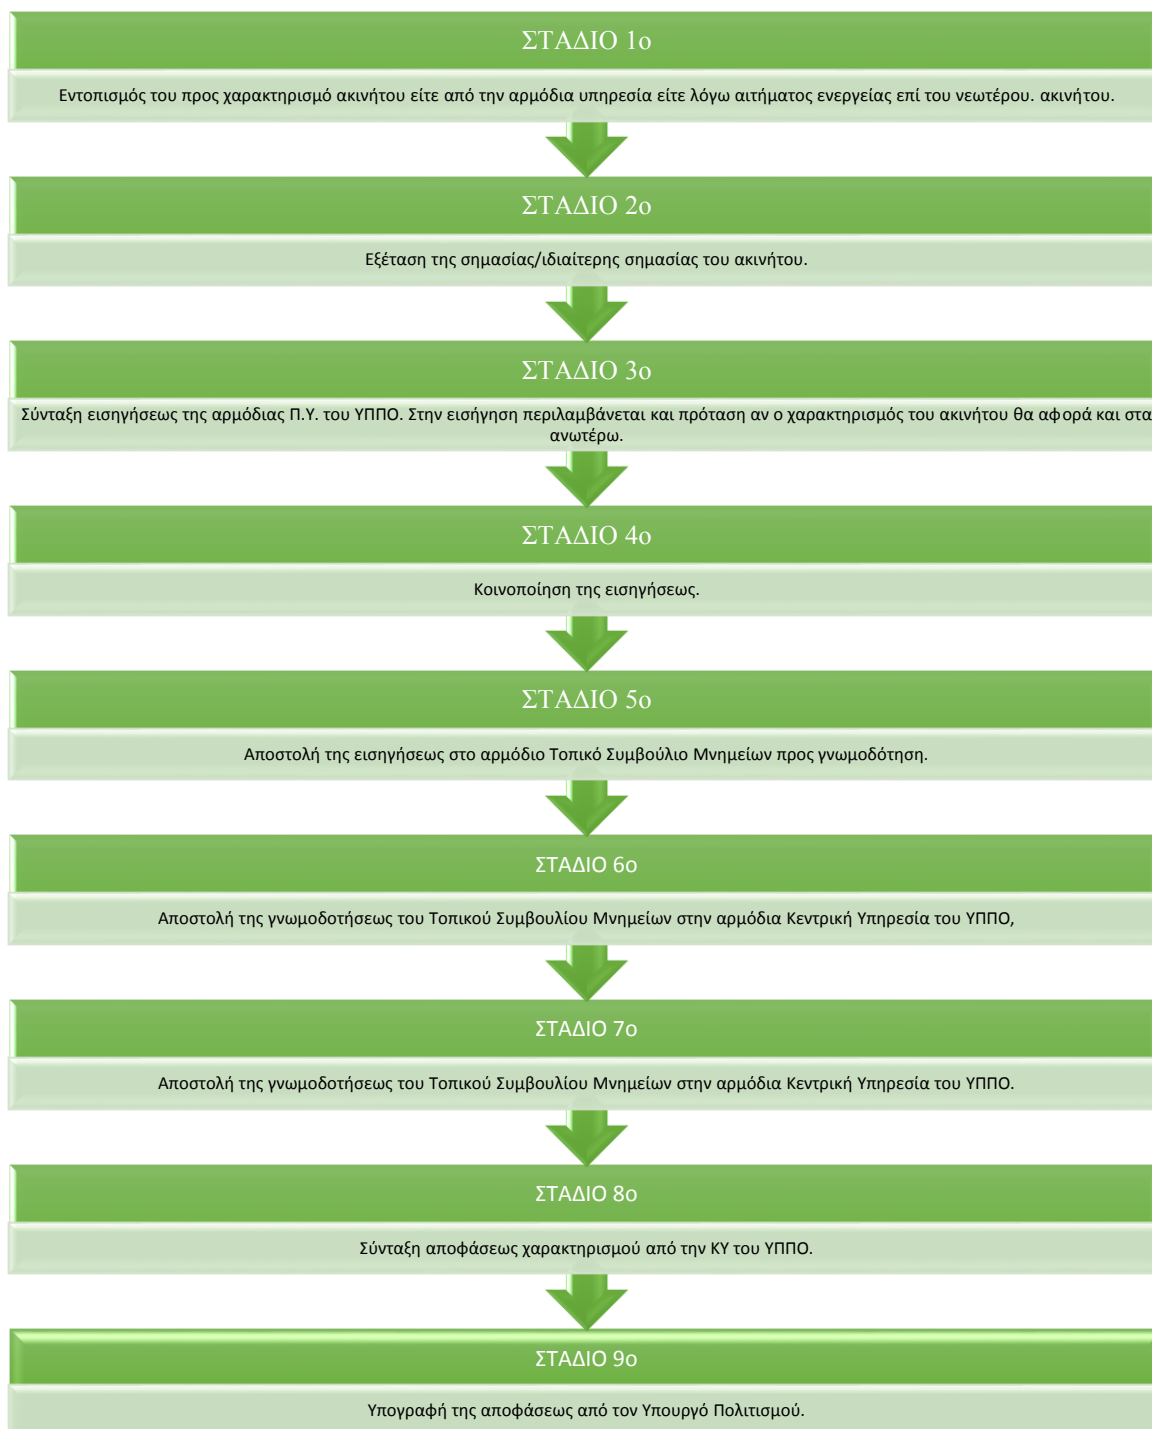 ΣΤΑΔΙΟ 1ο
Εντοπισμός του προς χαρακτηρισμό ακινήτου είτε από την αρμόδια υπηρεσία είτε λόγω αιτήματος ενεργείας επί του νεωτέρου. ακινήτου.
ΣΤΑΔΙΟ 2ο
Εξέταση της σημασίας/ιδιαίτερης σημασίας του ακινήτου.
ΣΤΑΔΙΟ 3ο
Σύνταξη εισηγήσεως της αρμόδιας Π.Υ. του ΥΠΠΟ. Στην εισήγηση περιλαμβάνεται και πρόταση αν ο χαρακτηρισμός του ακινήτου θα αφορά και στα
ανωτέρω.
ΣΤΑΔΙΟ 4ο
Κοινοποίηση της εισηγήσεως.
ΣΤΑΔΙΟ 5ο
Αποστολή της εισηγήσεως στο αρμόδιο Τοπικό Συμβούλιο Μνημείων προς γνωμοδότηση.
ΣΤΑΔΙΟ 6ο
Αποστολή της γνωμοδοτήσεως του Τοπικού Συμβουλίου Μνημείων στην αρμόδια Κεντρική Υπηρεσία του ΥΠΠΟ,
ΣΤΑΔΙΟ 7ο
Αποστολή της γνωμοδοτήσεως του Τοπικού Συμβουλίου Μνημείων στην αρμόδια Κεντρική Υπηρεσία του ΥΠΠΟ.
ΣΤΑΔΙΟ 8ο
Σύνταξη αποφάσεως χαρακτηρισμού από την ΚΥ του ΥΠΠΟ.
ΣΤΑΔΙΟ 9ο
Υπογραφή της αποφάσεως από τον Υπουργό Πολιτισμού.